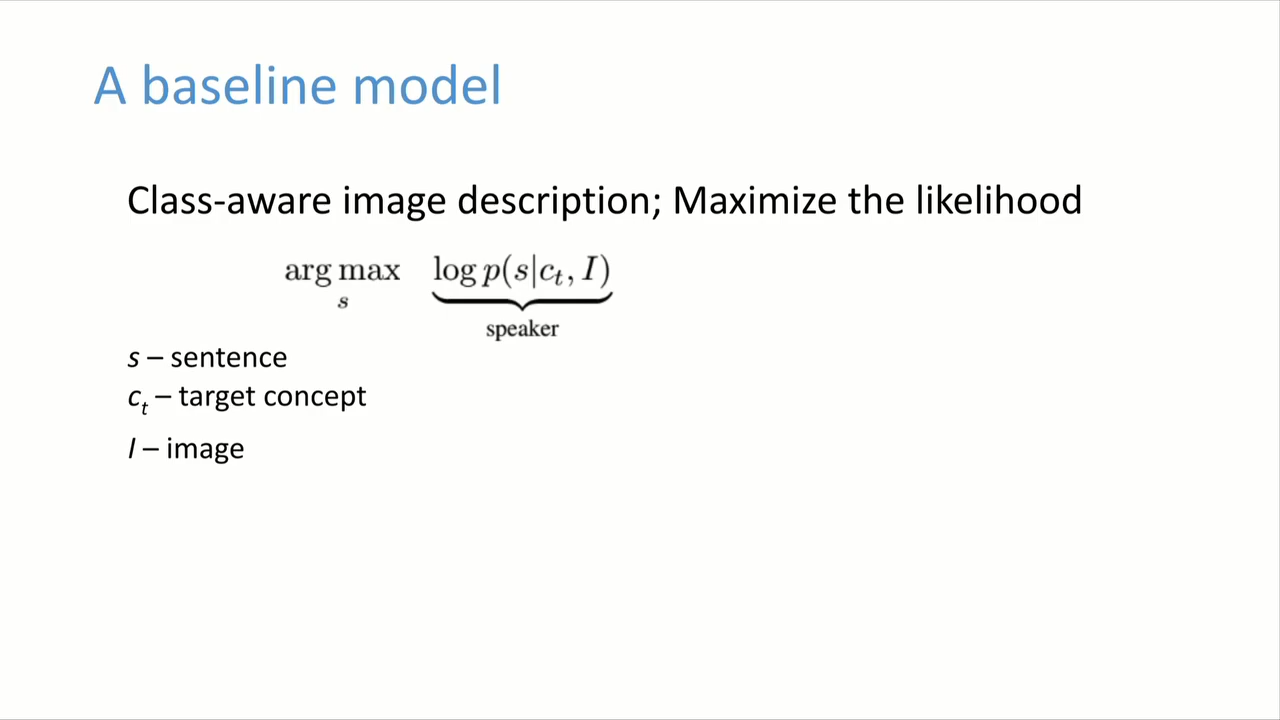 A baseline model
Class-aware image description; Maximize the likelihood
arg max log p(s|c_t, I)
s
speaker
s – sentence
c_t – target concept
I – image